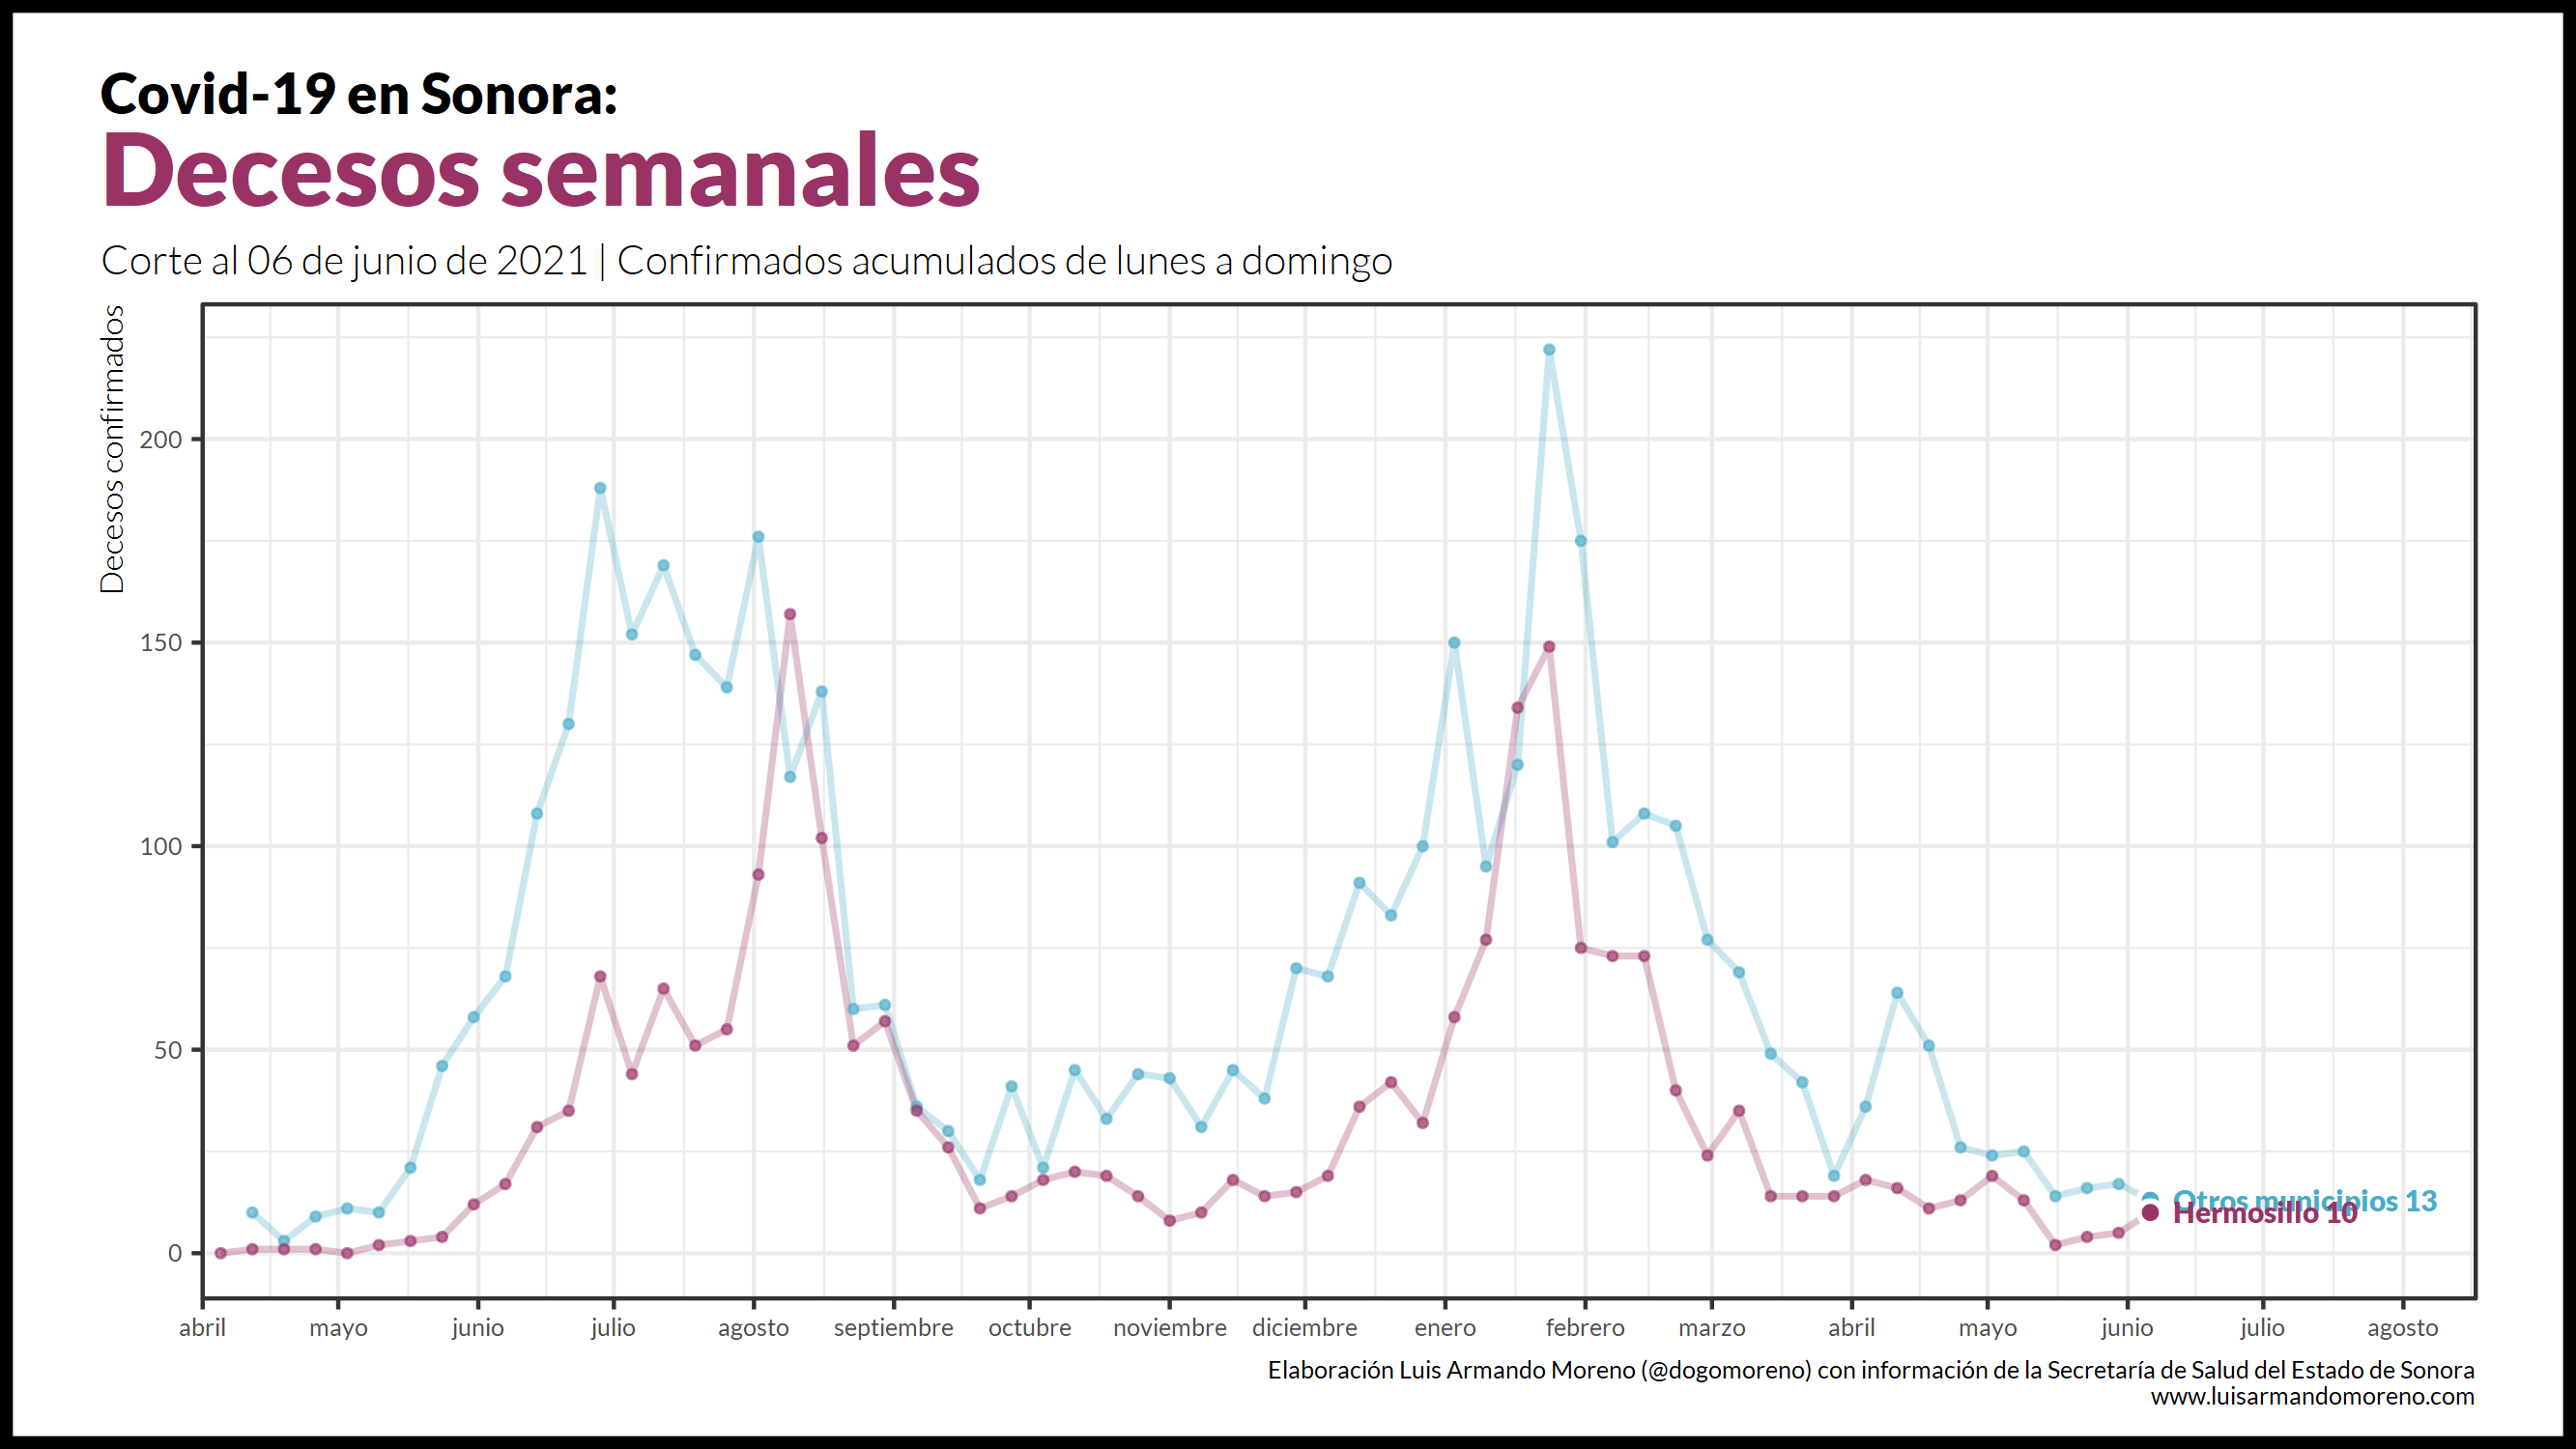 Covid-19 en Sonora:
Decesos semanales
Corte al 06 de junio de 2021 | Confirmados acumulados de lunes a domingo
Decesos confirmados
200
150
100
50
0
Otros municipios 13
Hermosillo 10
abril mayo junio julio agosto septiembre octubre noviembre diciembre enero febrero marzo abril mayo junio julio agosto
Elaboración Luis Armando Moreno (@dogomoreno) con información de la Secretaría de Salud del Estado de Sonora
www.luisarmandomoreno.com